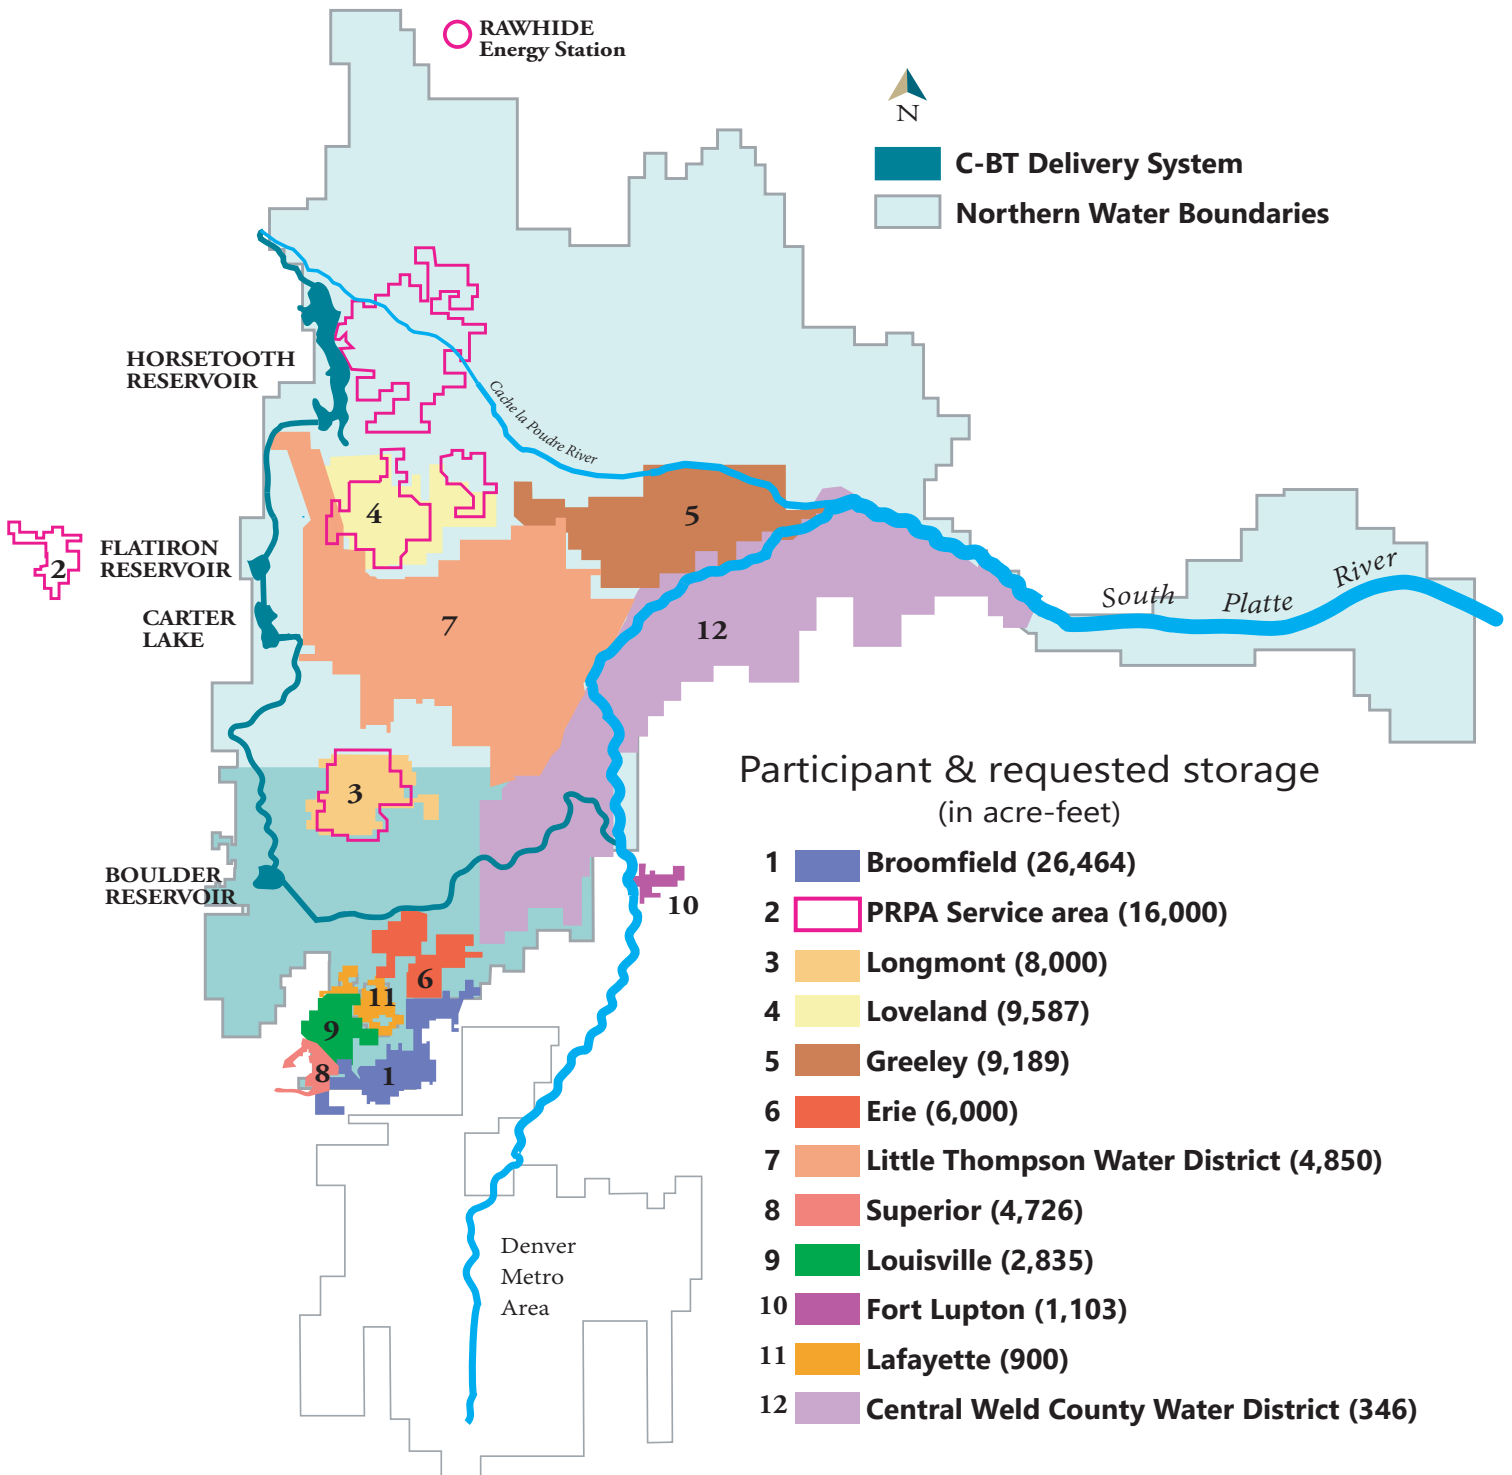 RAWHIDE
Energy Station
N
C-BT Delivery System
Northern Water Boundaries
HORSETOOTH
RESERVOIR
Cache la Poudre River
4
5
2
FLATIRON
RESERVOIR
CARTER
LAKE
7
12
South Platte River
3
BOULDER
RESERVOIR
10
6
11
9
8
1
Denver
Metro
Area
Participant & requested storage
(in acre-feet)
1 Broomfield (26,464)
2 PRPA Service area (16,000)
3 Longmont (8,000)
4 Loveland (9,587)
5 Greeley (9,189)
6 Erie (6,000)
7 Little Thompson Water District (4,850)
8 Superior (4,726)
9 Louisville (2,835)
10 Fort Lupton (1,103)
11 Lafayette (900)
12 Central Weld County Water District (346)